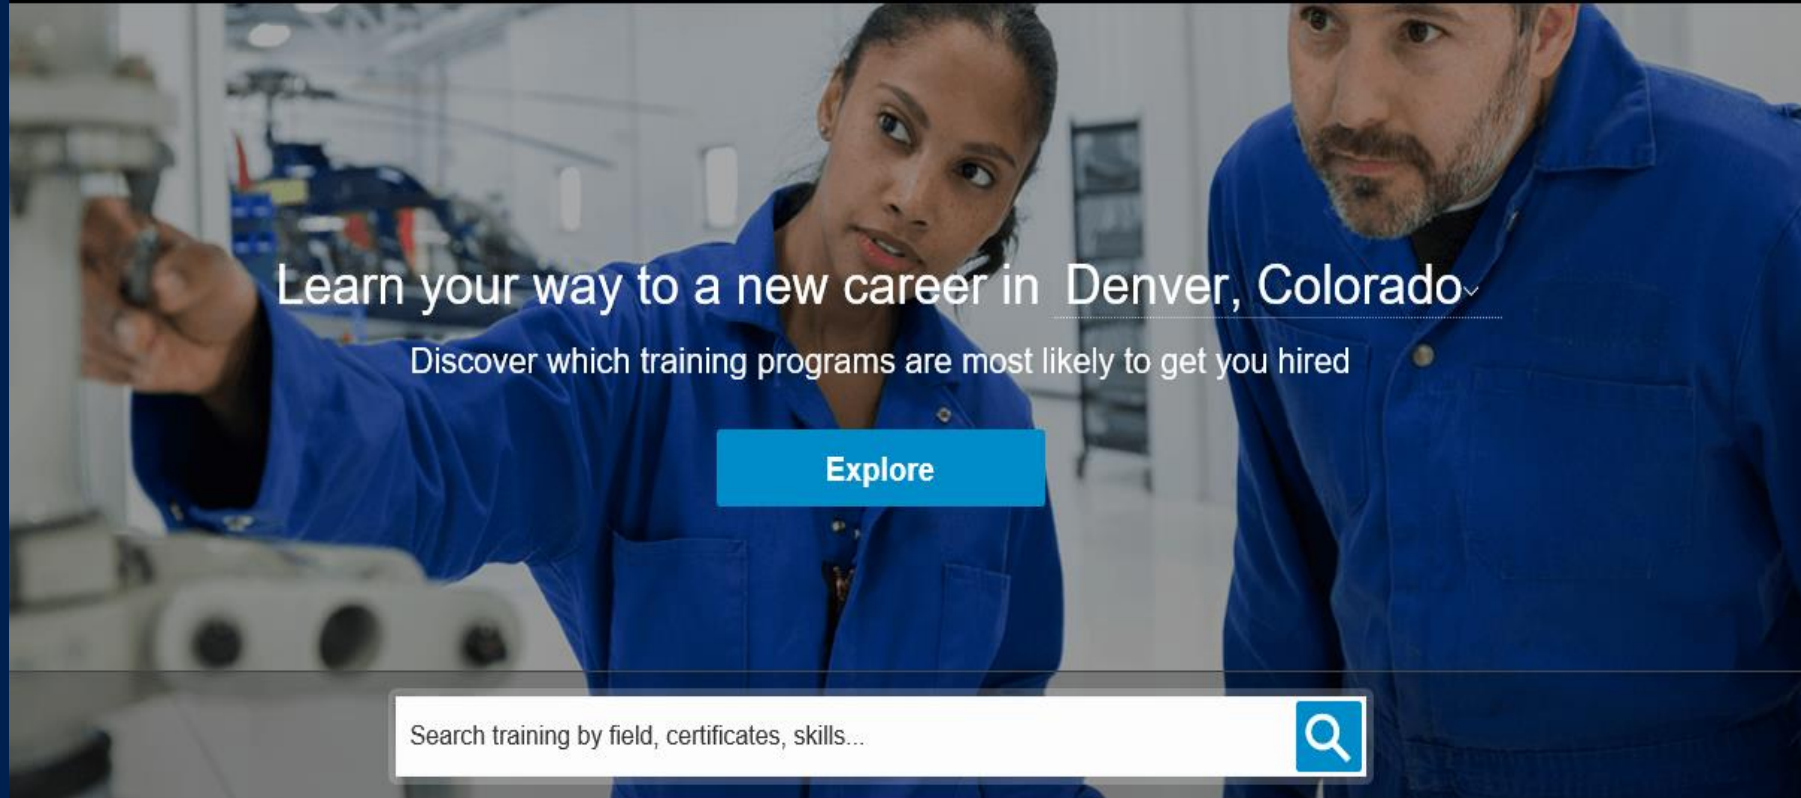 Learn your way to a new career in Denver, Colorado
Discover which training programs are most likely to get you hired
Explore
Search training by field, certificates, skills...